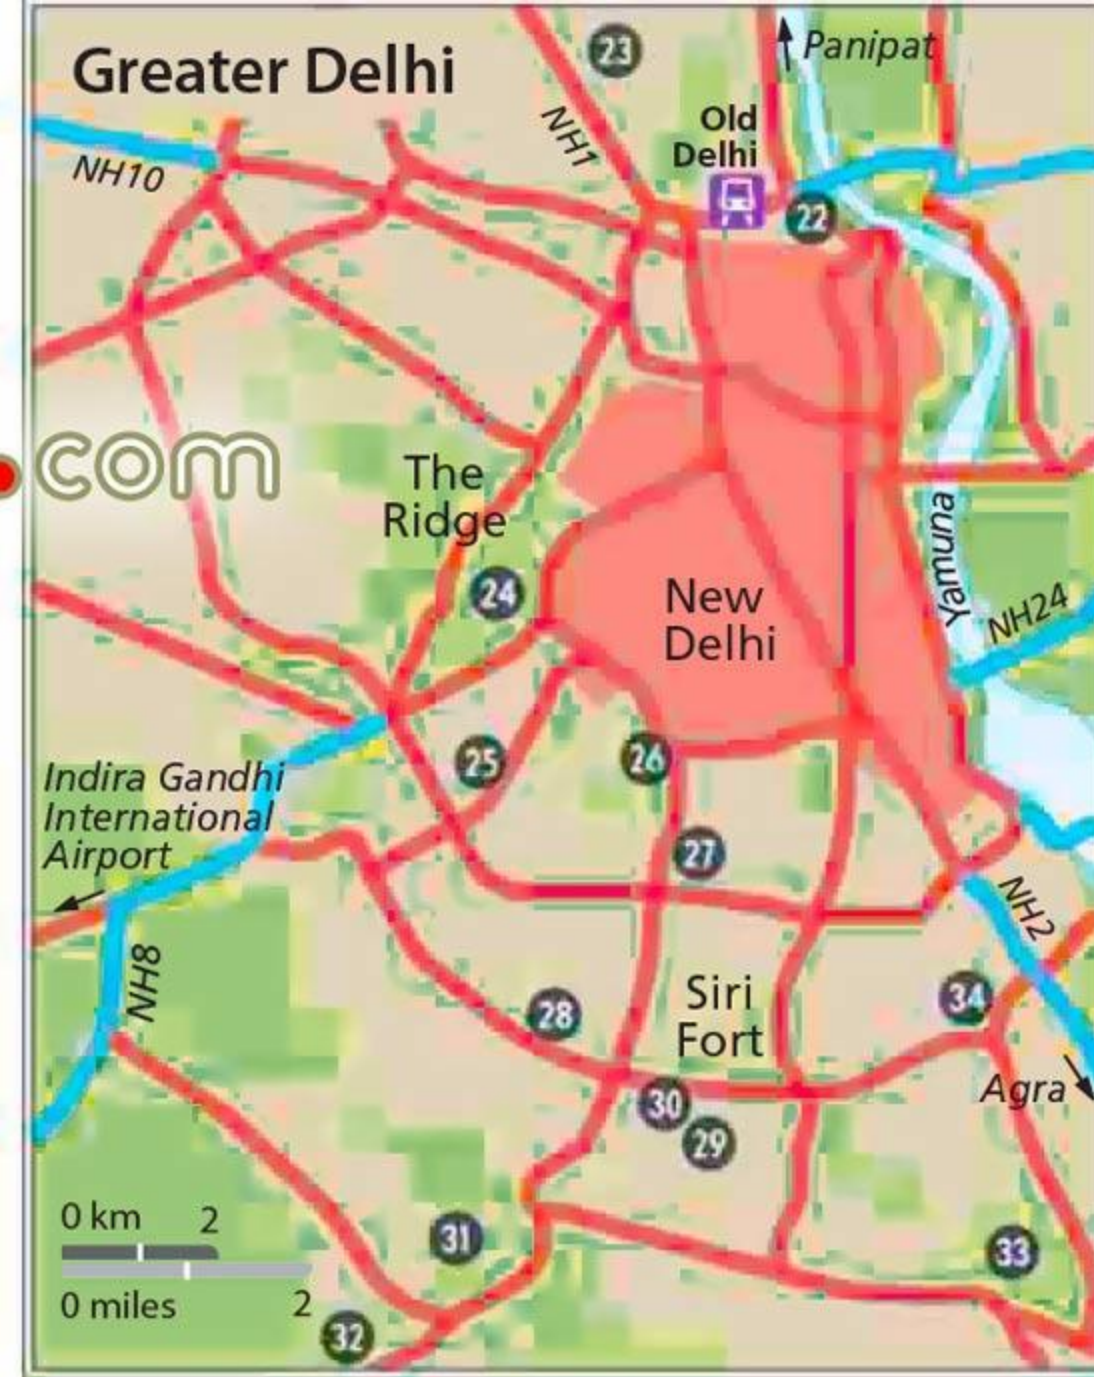 Greater Delhi
23
Panipat
NH1
Old
Delhi
NH10
22
com
The
Ridge
Yamuna
24
New
Delhi
NH24
25
26
Indira Gandhi
International
Airport
27
NH2
NH8
28
Siri
Fort
34
Agra
30
29
0 km 2
31
33
0 miles 2
32